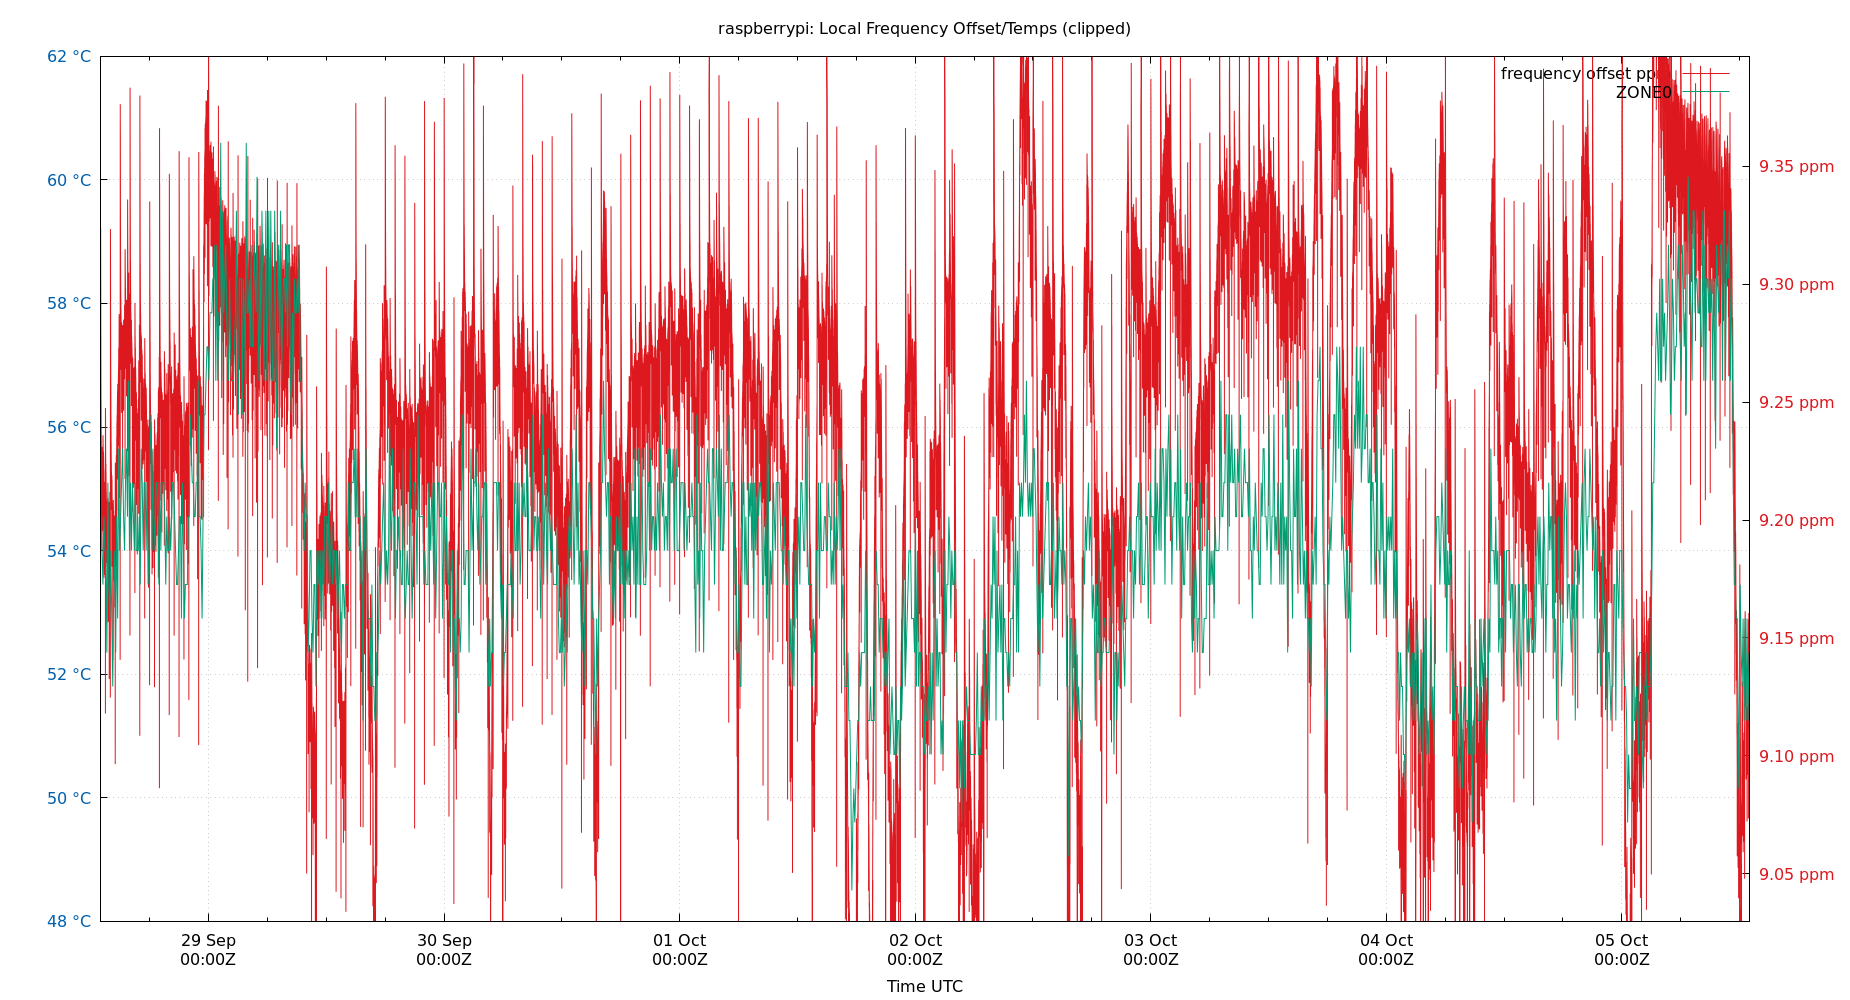 raspberrypi: Local Frequency Offset/Temps (clipped)
62 °C
60 °C
58 °C
56 °C
54 °C
52 °C
50 °C
48 °C
frequency offset pp
ZONE0
9.35 ppm
9.30 ppm
9.25 ppm
9.20 ppm
9.15 ppm
9.10 ppm
9.05 ppm
29 Sep
00:00Z
30 Sep
00:00Z
01 Oct
00:00Z
02 Oct
00:00Z
03 Oct
00:00Z
04 Oct
00:00Z
05 Oct
00:00Z
Time UTC